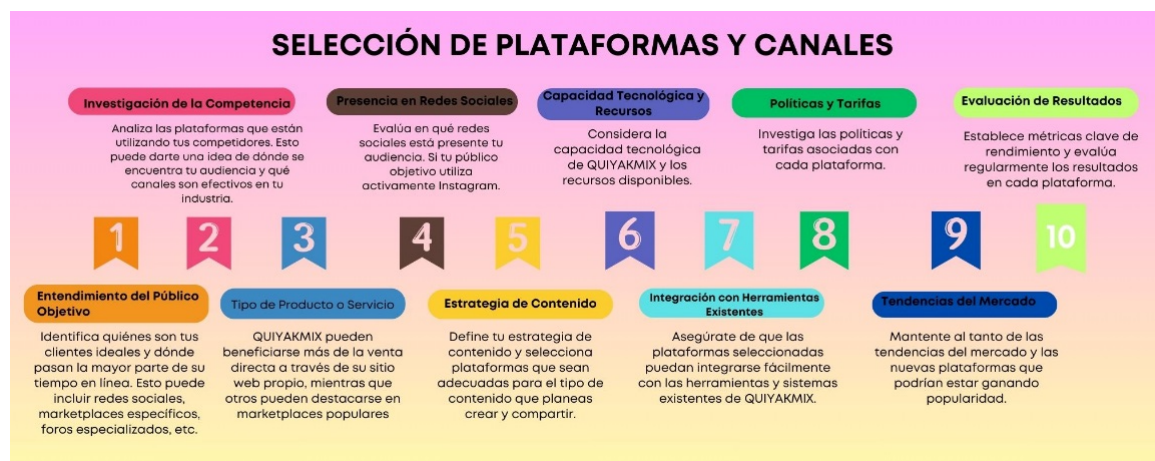 SELECCIÓN DE PLATAFORMAS Y CANALES
Investigación de la Competencia
Analiza las plataformas que están
utilizando tus competidores. Esto
puede darte una idea de dónde se
encuentra tu audiencia y qué
canales son efectivos en tu
industria.
Presencia en Redes Sociales
Evalúa en qué redes
sociales está presente tu
audiencia. Si tu público
objetivo utiliza
activamente Instagram.
Capacidad Tecnológica y
Recursos
Considera la
capacidad tecnológica
de QUIYAKMIX y los
recursos disponibles.
Políticas y Tarifas
Investiga las políticas y
tarifas asociadas con
cada plataforma.
Evaluación de Resultados
Establece métricas clave de
rendimiento y evalúa
regularmente los resultados
en cada plataforma.
1
2
3
4
5
6
7
8
9
10
Entendimiento del Público
Objetivo
Identifica quiénes son tus
clientes ideales y dónde
pasan la mayor parte de su
tiempo en línea. Esto puede
incluir redes sociales,
marketplaces específicos,
foros especializados, etc.
Tipo de Producto o Servicio
QUIYAKMIX pueden
beneficiarse más de la venta
directa a través de su sitio
web propio, mientras que
otros pueden destacarse en
marketplaces populares
Estrategia de Contenido
Define tu estrategia de
contenido y selecciona
plataformas que sean
adecuadas para el tipo de
contenido que planeas
crear y compartir.
Integración con Herramientas
Existentes
Asegúrate de que las
plataformas seleccionadas
puedan integrarse fácilmente
con las herramientas y sistemas
existentes de QUIYAKMIX.
Tendencias del Mercado
Mantente al tanto de las
tendencias del mercado y las
nuevas plataformas que
podrían estar ganando
popularidad.